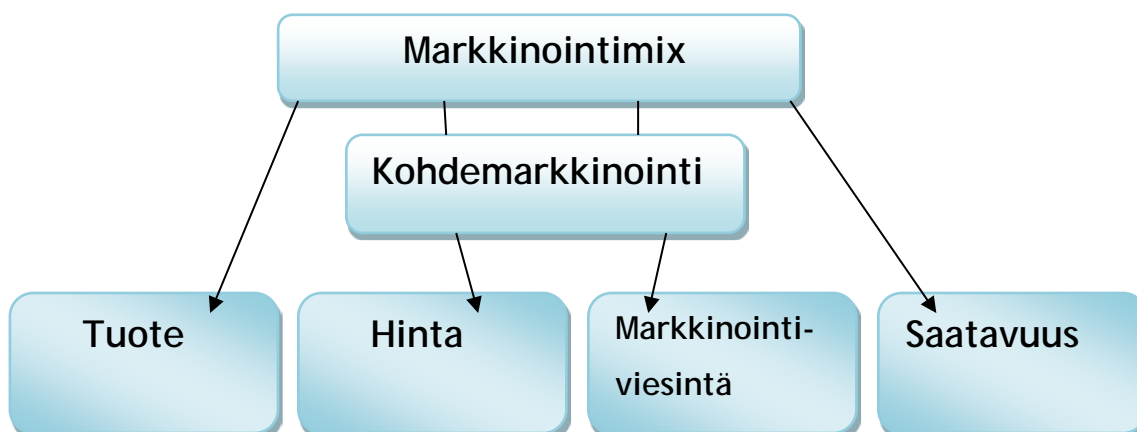 Markkinointimix
Kohdemarkkinointi
Tuote
Hinta
Markkinointi-
viesintä
Saatavuus